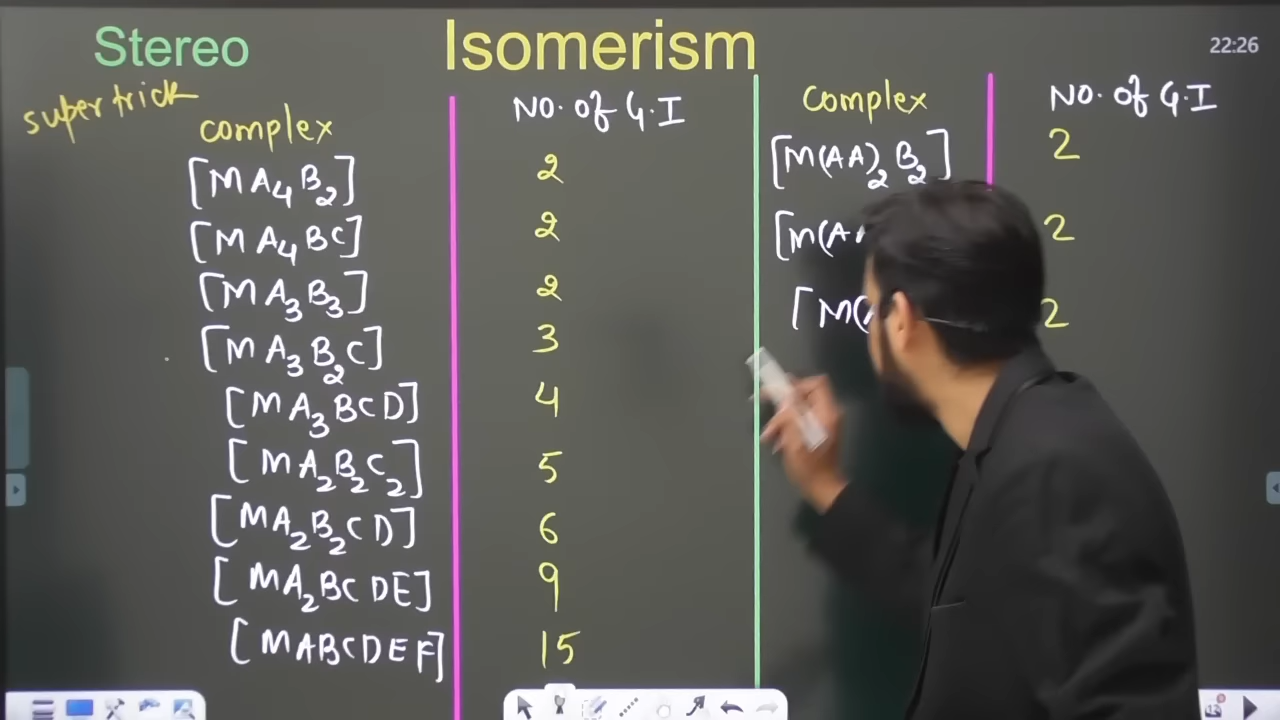 Stereo Isomerism
22:26
super trick
complex
NO. of G.I
[MA₄B₂] 2
[MA₄BC] 2
[MA₃B₃] 2
[MA₃B₂C] 3
[MA₃BCD] 4
[MA₂B₂C₂] 5
[MA₂B₂CD] 6
[MA₂BCDE] 9
[MABCDEF] 15
complex
NO. of G.I
[M(AA)₂B₂] 2
[M(A 2
[M( 2